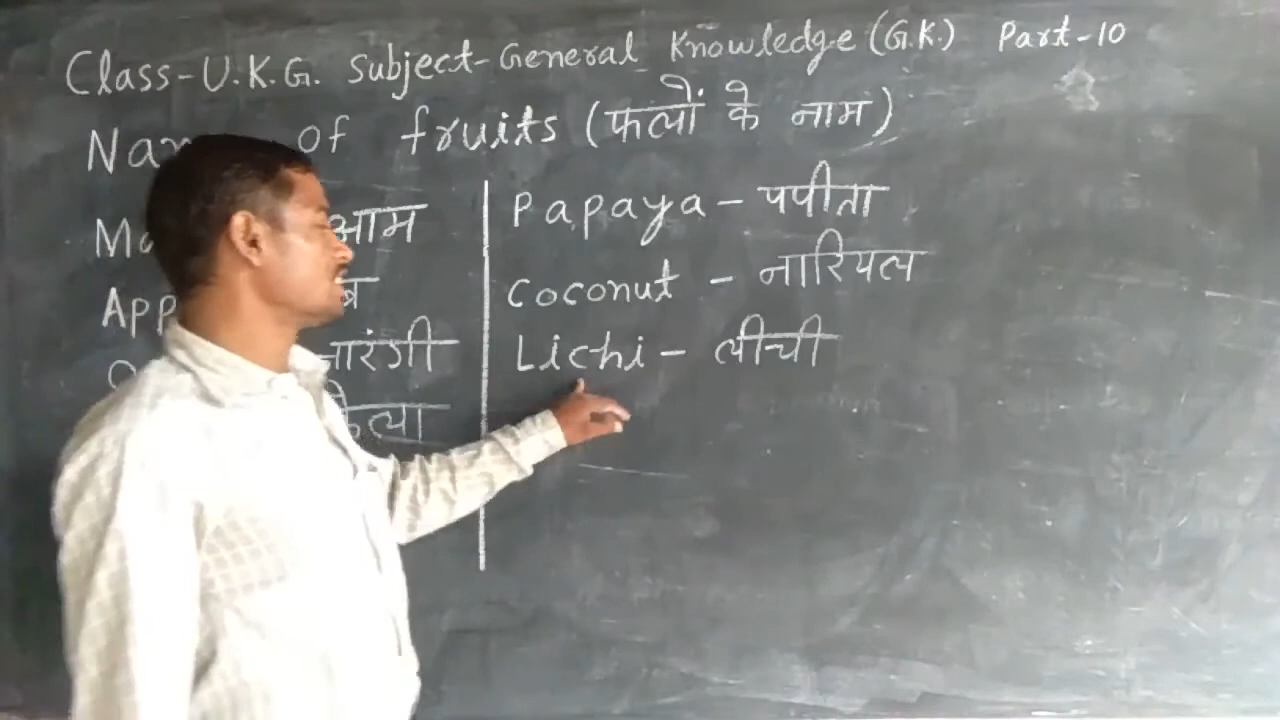 Class-U.K.G. Subject-General Knowledge (G.K.) Part-10
of fruits (फलों के नाम)
आम
नारंगी
Papaya - पपीता
Coconut - नारियल
Lichi - लीची